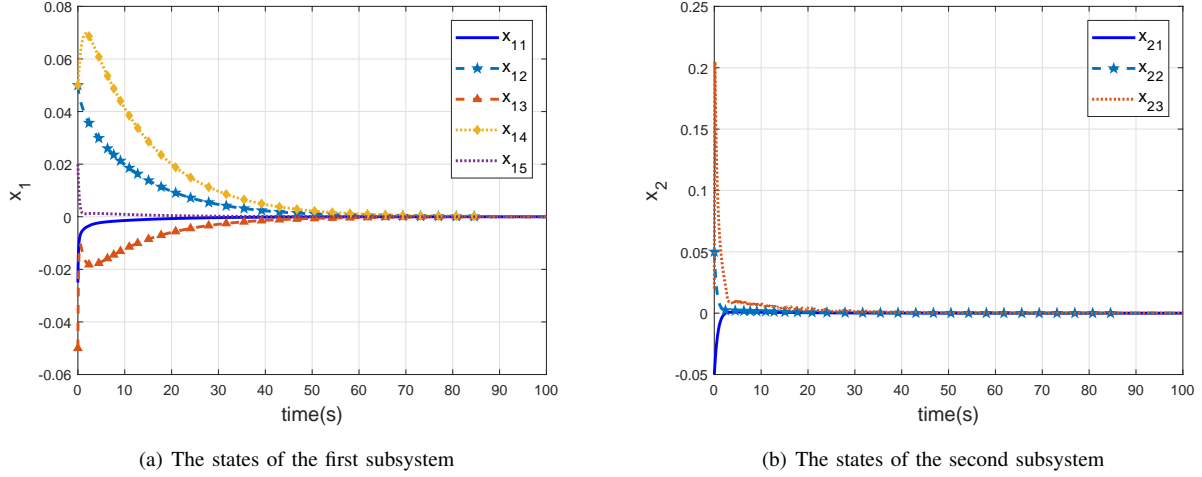 0.08
0.06
0.04
0.02
0
-0.02
-0.04
-0.06
x1
0 10 20 30 40 50 60 70 80 90 100
time(s)
x11
x12
x13
x14
x15
(a) The states of the first subsystem
0.25
0.2
0.15
0.1
0.05
0
-0.05
x2
0 10 20 30 40 50 60 70 80 90 100
time(s)
x21
x22
x23
(b) The states of the second subsystem